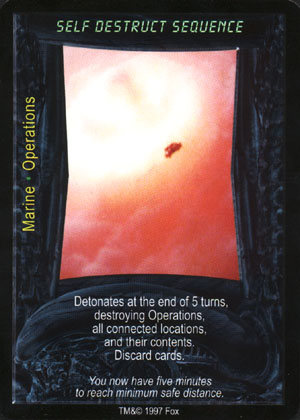 SELF DESTRUCT SEQUENCE
Marine • Operations
Detonates at the end of 5 turns,
destroying Operations,
all connected locations,
and their contents.
Discard cards.
You now have five minutes
to reach minimum safe distance.
TM&© 1997 Fox